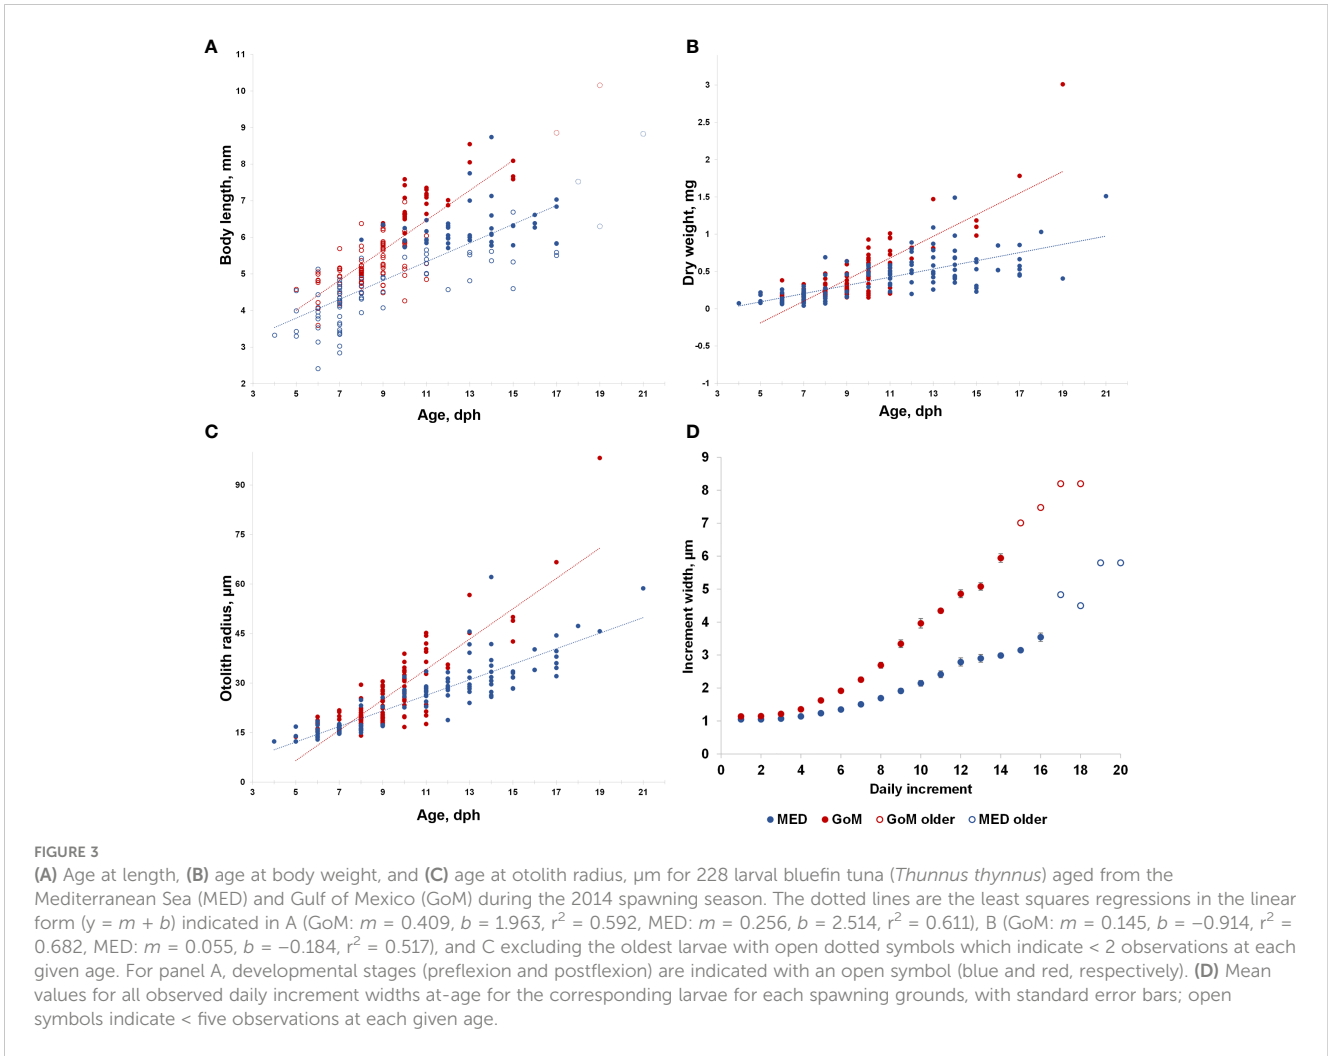 A
11
10
9
8
7
6
5
4
3
2
Body length, mm
3 5 7 9 11 13 15 17 19 21
Age, dph
B
3
2.5
2
1.5
1
0.5
0
-0.5
-1
Dry weight, mg
3 5 7 9 11 13 15 17 19 21
Age, dph
C
90
75
60
45
30
15
0
Otolith radius, µm
3 5 7 9 11 13 15 17 19 21
Age, dph
D
9
8
7
6
5
4
3
2
1
0
Increment width, µm
0 2 4 6 8 10 12 14 16 18 20
Daily increment
MED GoM GoM older MED older
FIGURE 3
(A) Age at length, (B) age at body weight, and (C) age at otolith radius, µm for 228 larval bluefin tuna (Thunnus thynnus) aged from the
Mediterranean Sea (MED) and Gulf of Mexico (GoM) during the 2014 spawning season. The dotted lines are the least squares regressions in the linear
form (y = m + b) indicated in A (GoM: m = 0.409, b = 1.963, r² = 0.592, MED: m = 0.256, b = 2.514, r² = 0.611), B (GoM: m = 0.145, b = −0.914, r² =
0.682, MED: m = 0.055, b = −0.184, r² = 0.517), and C excluding the oldest larvae with open dotted symbols which indicate < 2 observations at each
given age. For panel A, developmental stages (preflexion and postflexion) are indicated with an open symbol (blue and red, respectively). (D) Mean
values for all observed daily increment widths at-age for the corresponding larvae for each spawning grounds, with standard error bars; open
symbols indicate < five observations at each given age.